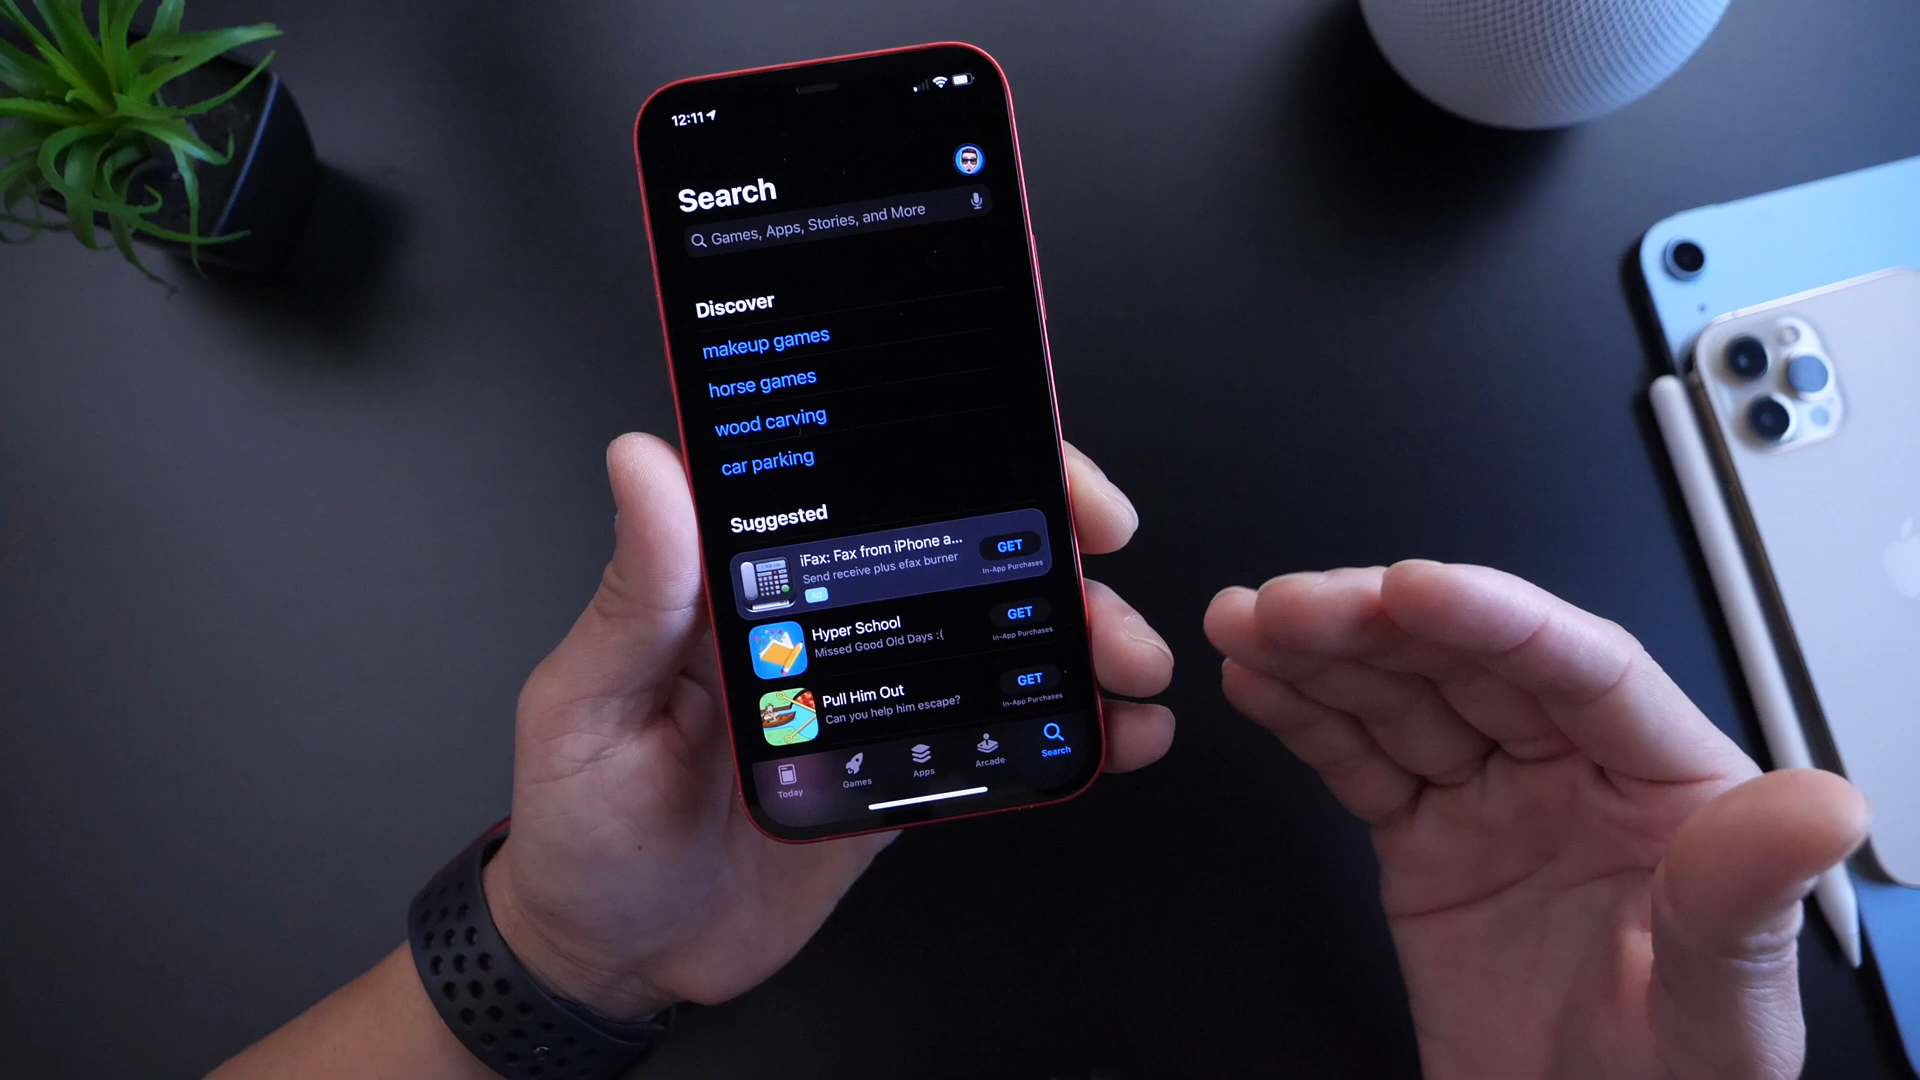 12:11
Search
Games, Apps, Stories, and More
Discover
makeup games
horse games
wood carving
car parking
Suggested
iFax: Fax from iPhone a...
Send receive plus efax burner
Ad
GET
In-App Purchases
Hyper School
Missed Good Old Days :(
GET
In-App Purchases
Pull Him Out
Can you help him escape?
GET
In-App Purchases
Today
Games
Apps
Arcade
Search